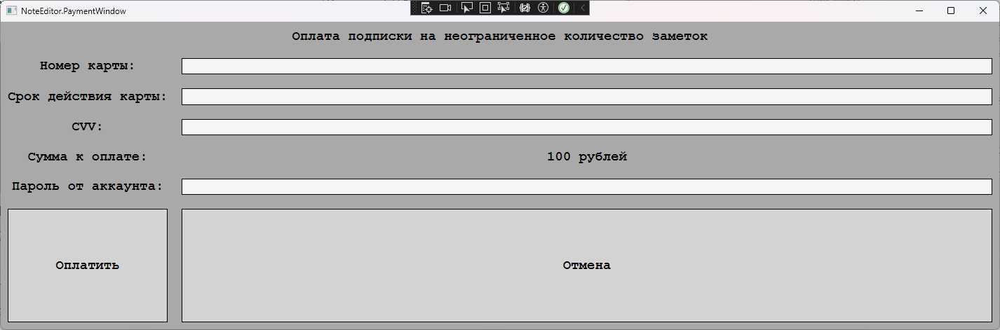 NoteEditor.PaymentWindow
Оплата подписки на неограниченное количество заметок
Номер карты:
Срок действия карты:
CVV:
Сумма к оплате: 100 рублей
Пароль от аккаунта:
Оплатить Отмена